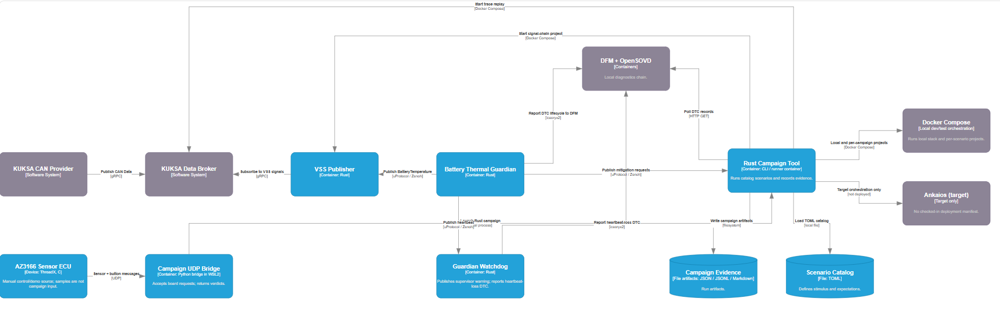 Start trace replay
[Docker Compose]
Start signal-chain project
[Docker Compose]
DFM + OpenSOVD
[Containers]
Local diagnostics chain.
Report DTC lifecycle to DFM
[iceoryx2]
Poll DTC records
[HTTP GET]
Docker Compose
[Local dev/test orchestration]
Runs local stack and per-scenario projects.
Local and per-campaign projects
[Docker Compose]
KUKSA CAN Provider
[Software System]
Publish CAN Data
[gRPC]
KUKSA Data Broker
[Software System]
Subscribe to VSS signals
[gRPC]
VSS Publisher
[Container: Rust]
Publish BatteryTemperature
[uProtocol / Zenoh]
Battery Thermal Guardian
[Container: Rust]
Publish mitigation requests
[uProtocol / Zenoh]
Rust Campaign Tool
[Container: CLI / runner container]
Runs catalog scenarios and records evidence.
Target orchestration only
[not deployed]
Ankaios (target)
[Target only]
No checked-in deployment manifest.
Publish heartbeat
[uProtocol / Zenoh]
Rust campaign
Report heartbeat-loss DTC
[iceoryx2]
Write campaign artifacts
[filesystem]
Load TOML catalog
[local file]
AZ3166 Sensor ECU
[Device: ThreadX, C]
Manual control/demo source; samples are not
campaign input.
Sensor + button messages
[UDP]
Campaign UDP Bridge
[Container: Python bridge in WSL2]
Accepts board requests; returns verdicts.
Guardian Watchdog
[Container: Rust]
Publishes supervisor warning; reports heartbeat-
loss DTC.
Campaign Evidence
[File artifacts: JSON / JSONL / Markdown]
Run artifacts.
Scenario Catalog
[File: TOML]
Defines stimulus and expectations.